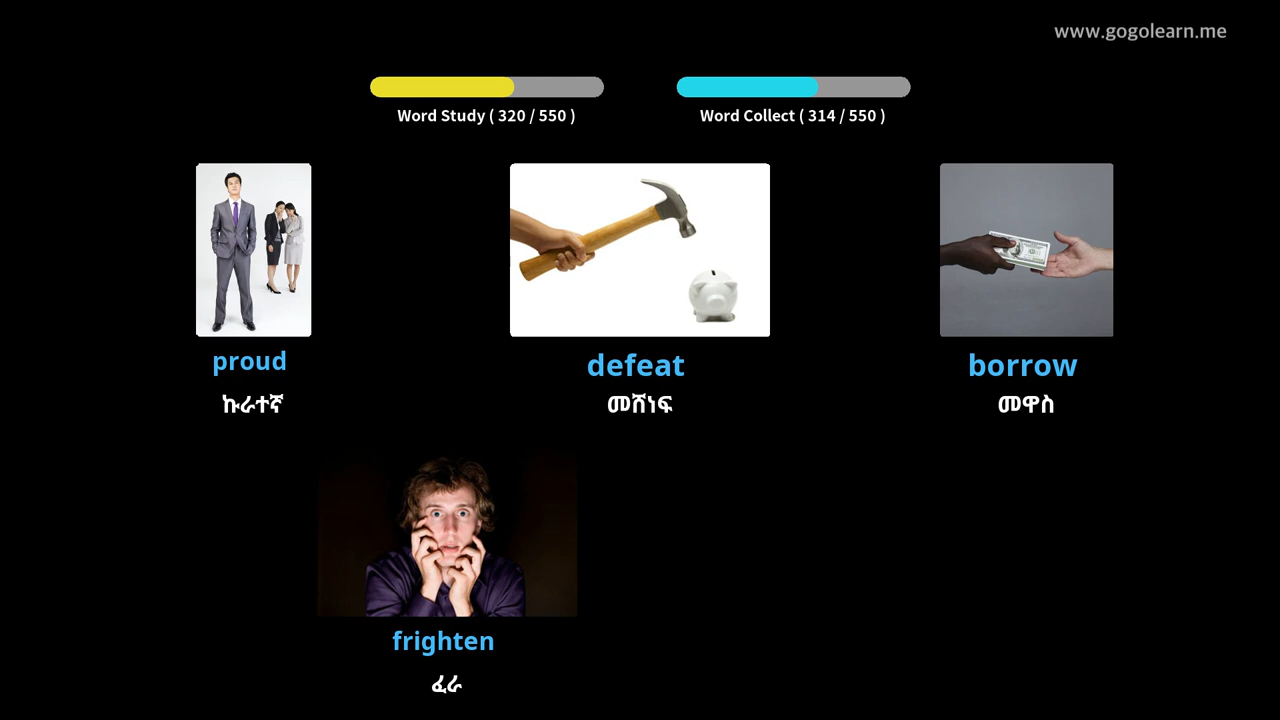 www.gogolearn.me
Word Study ( 320 / 550 )
Word Collect ( 314 / 550 )
proud
defeat
borrow
ኩራተኛ
መሸነፍ
መዋስ
frighten
ፈራ